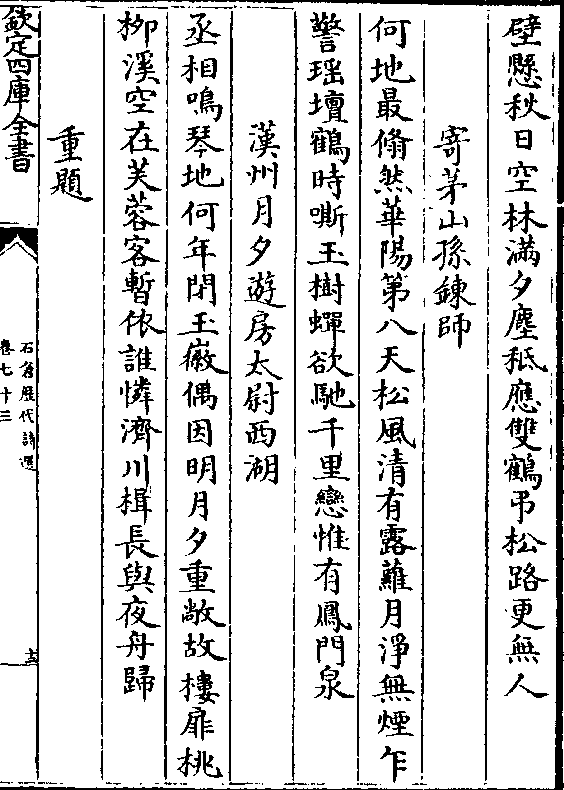 壁懸秋日空林滿夕塵秪應雙鶴弔松路更無人
寄茅山孫鍊師
何地最翛然華陽第八天松風清有露蘿月淨無煙乍
警瑶壇鶴時嘶玉樹蟬欲馳千里戀惟有鳳門泉
漢州月夕遊房太尉西湖
丞相鳴琴地何年閉玉徽偶因明月夕重敞故樓扉桃
柳溪空在芙蓉客暫依誰憐濟川楫長與夜舟歸
重題
欽定四庫全書
石倉歷代詩選
卷七十三
十三